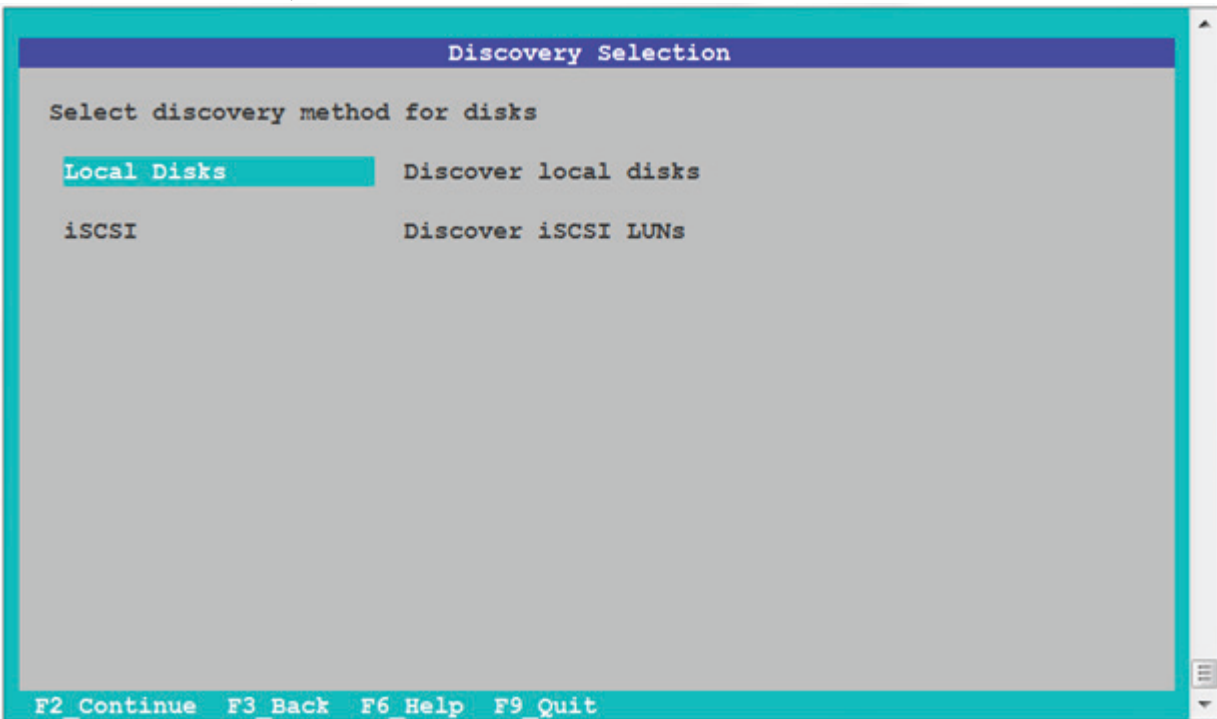 Discovery Selection
Select discovery method for disks
Local Disks Discover local disks
iSCSI Discover iSCSI LUNs
F2_Continue F3_Back F6_Help F9_Quit